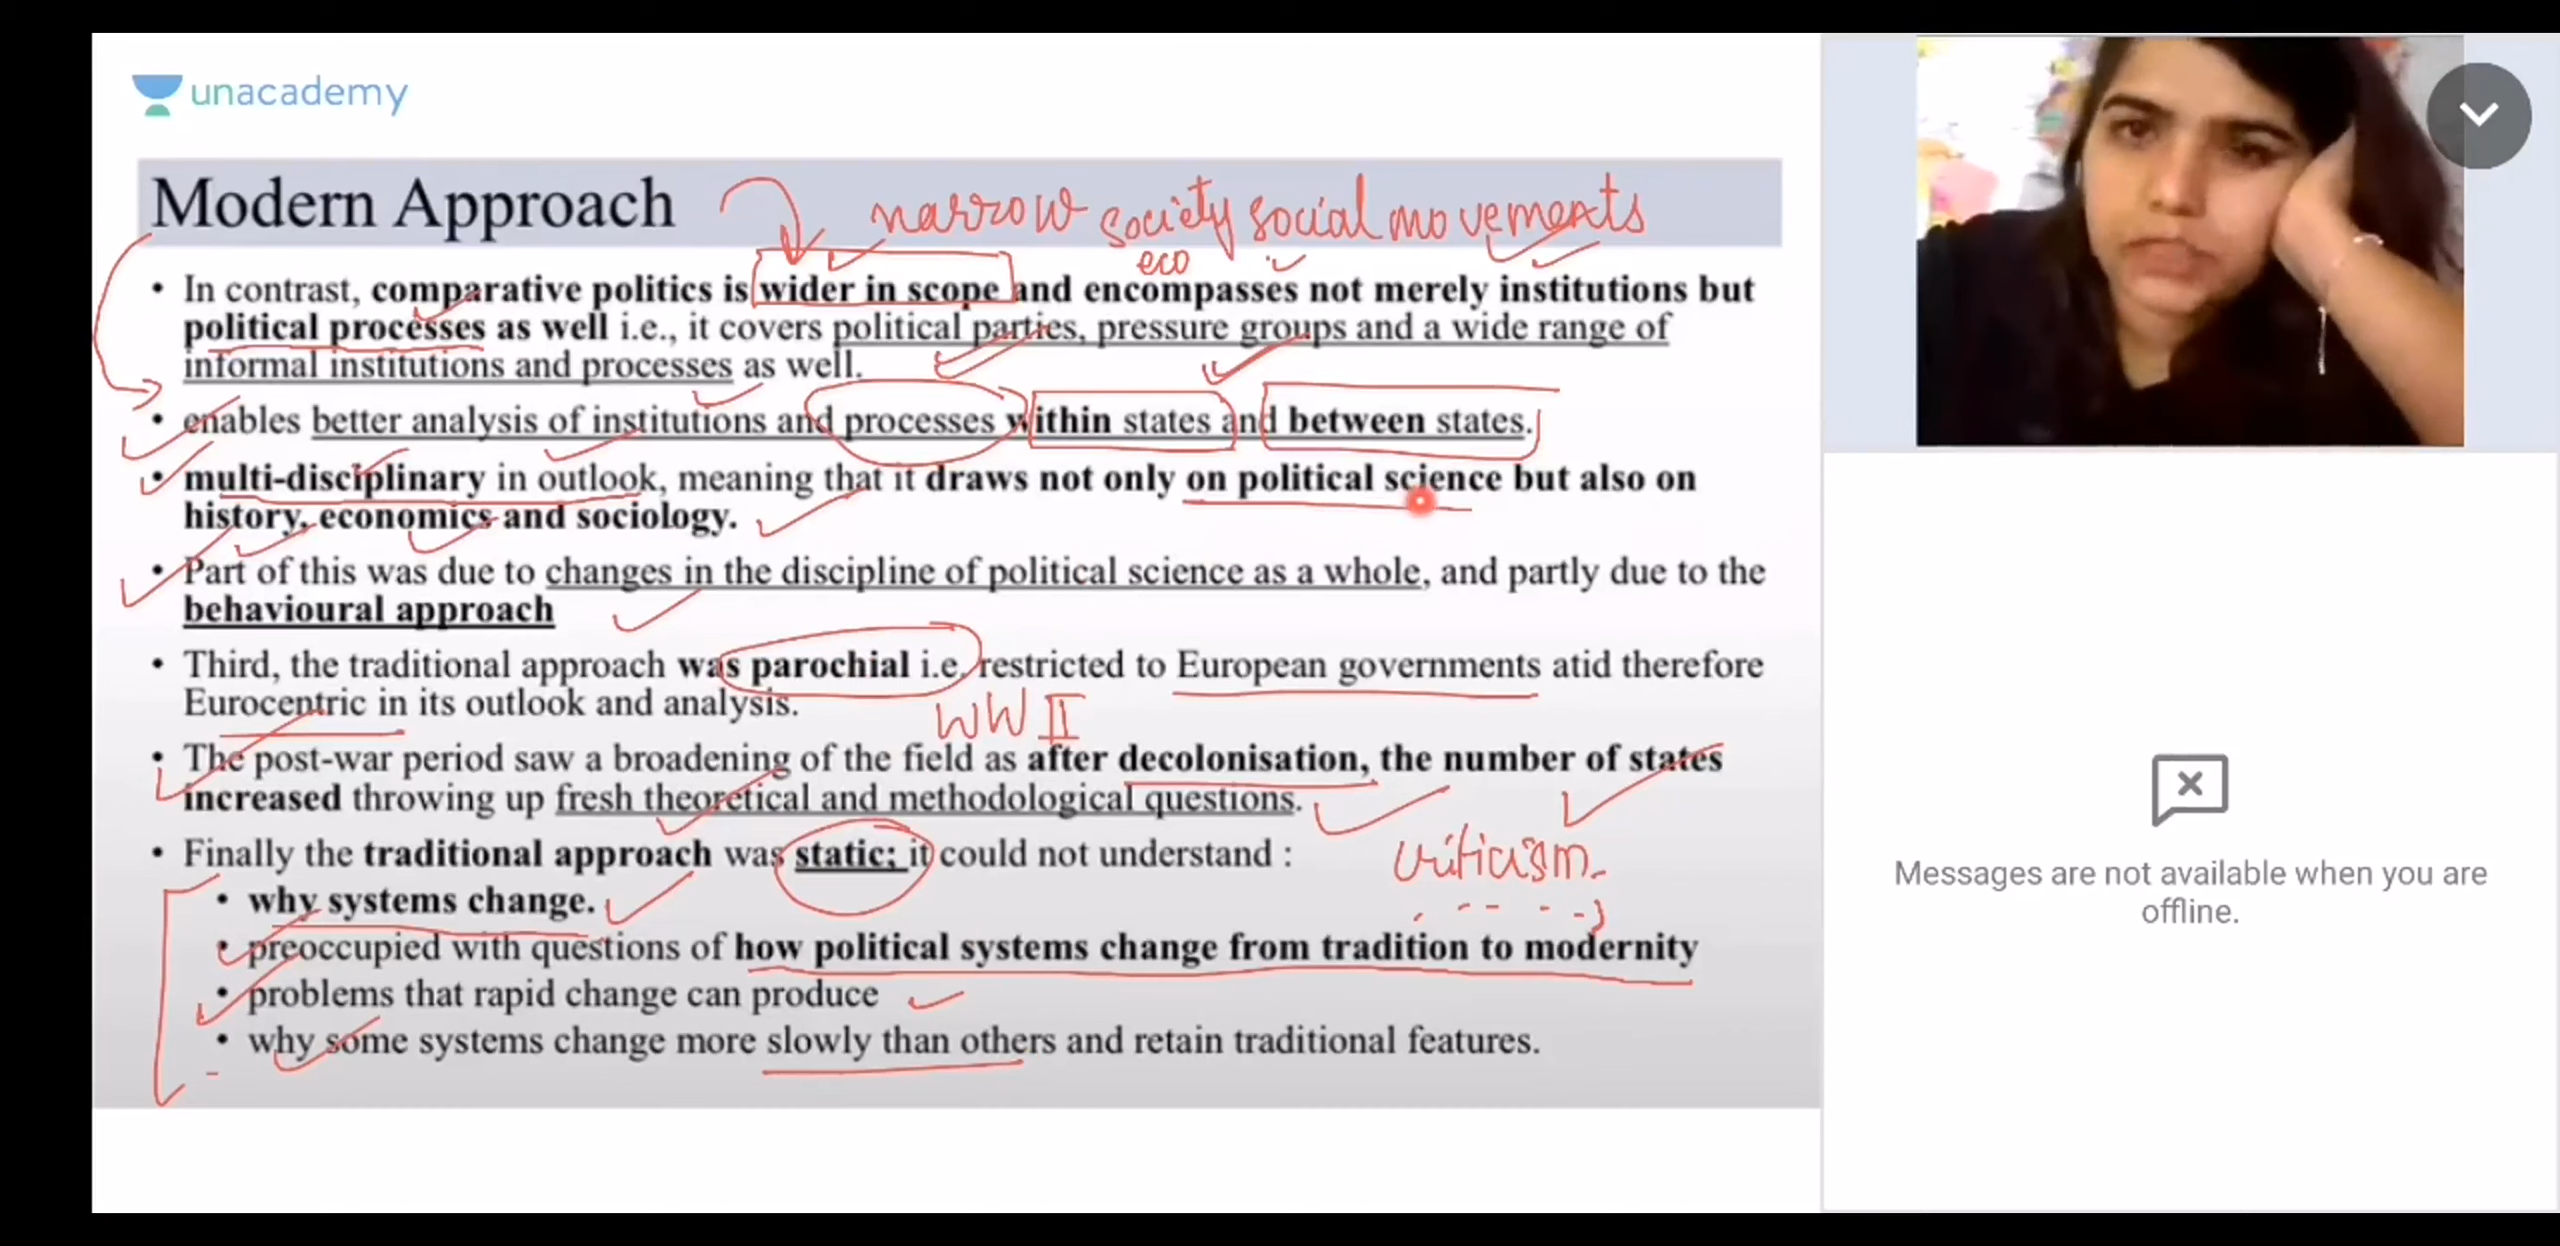 unacademy
Modern Approach
narrow society social movements
eco
• In contrast, comparative politics is wider in scope and encompasses not merely institutions but
political processes as well i.e., it covers political parties, pressure groups and a wide range of
informal institutions and processes as well.
• enables better analysis of institutions and processes within states and between states.
• multi-disciplinary in outlook, meaning that it draws not only on political science but also on
history, economics and sociology.
• Part of this was due to changes in the discipline of political science as a whole, and partly due to the
behavioural approach
• Third, the traditional approach was parochial i.e. restricted to European governments atid therefore
Eurocentric in its outlook and analysis.
WW II
• The post-war period saw a broadening of the field as after decolonisation, the number of states
increased throwing up fresh theoretical and methodological questions.
• Finally the traditional approach was static; it could not understand :
criticism
• why systems change.
• preoccupied with questions of how political systems change from tradition to modernity
• problems that rapid change can produce
• why some systems change more slowly than others and retain traditional features.
Messages are not available when you are
offline.